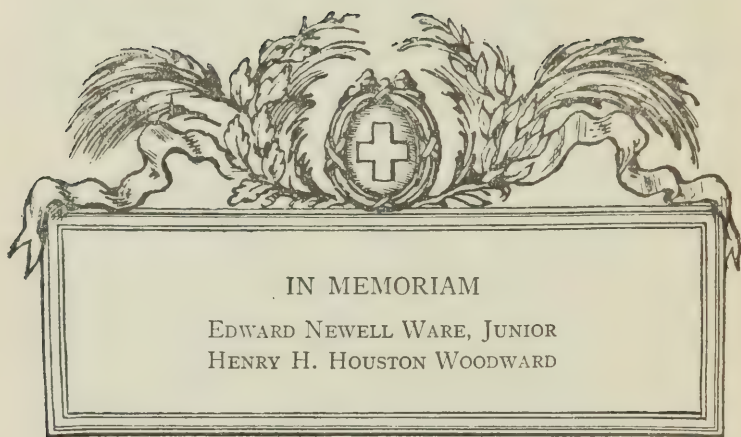 IN MEMORIAM
EDWARD NEWELL WARE, JUNIOR
HENRY H. HOUSTON WOODWARD